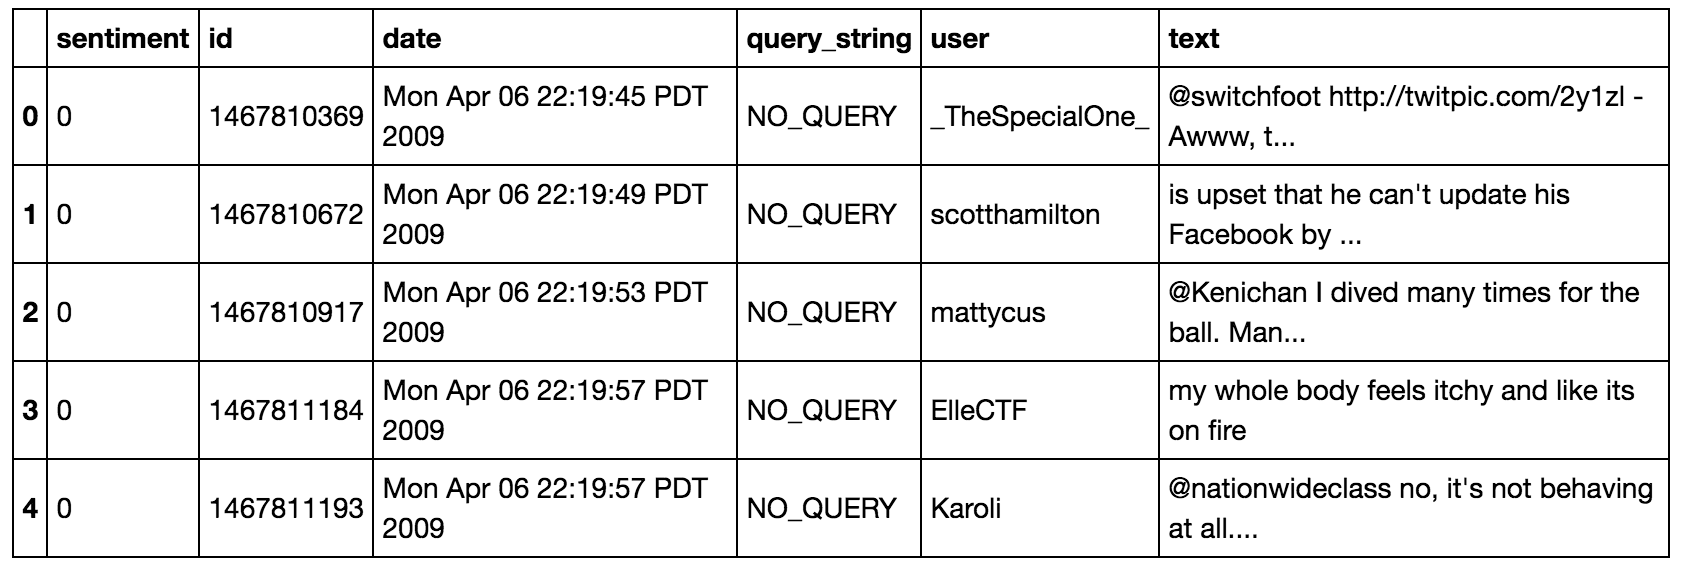 sentiment id date query_string user text
0 0 1467810369 Mon Apr 06 22:19:45 PDT 2009 NO_QUERY _TheSpecialOne_ @switchfoot http://twitpic.com/2y1zl - Awww, t...
1 0 1467810672 Mon Apr 06 22:19:49 PDT 2009 NO_QUERY scotthamilton is upset that he can't update his Facebook by ...
2 0 1467810917 Mon Apr 06 22:19:53 PDT 2009 NO_QUERY mattycus @Kenichan I dived many times for the ball. Man...
3 0 1467811184 Mon Apr 06 22:19:57 PDT 2009 NO_QUERY ElleCTF my whole body feels itchy and like its on fire
4 0 1467811193 Mon Apr 06 22:19:57 PDT 2009 NO_QUERY Karoli @nationwideclass no, it's not behaving at all....